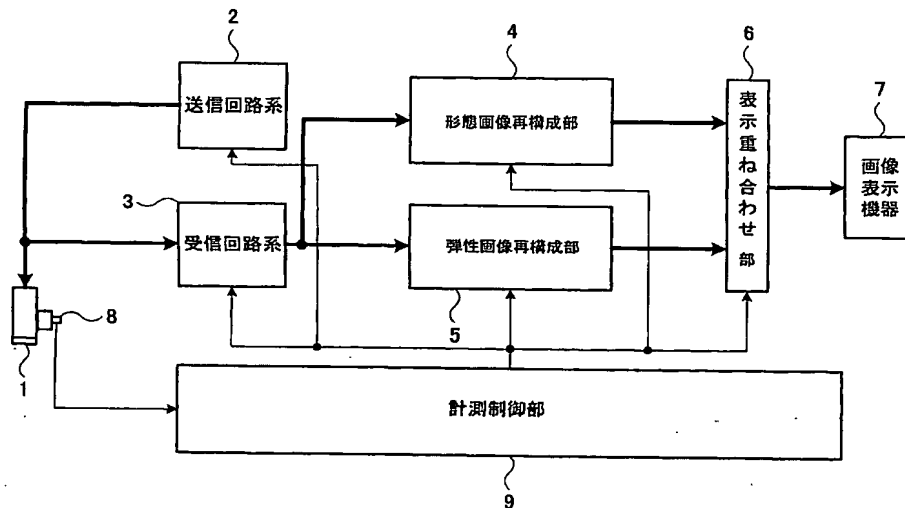 2
送信回路系
3
受信回路系
4
形態画像再構成部
弾性画像再構成部
5
6
表示重ね合わせ部
7
画像
表示
機器
8
1
計測制御部
9